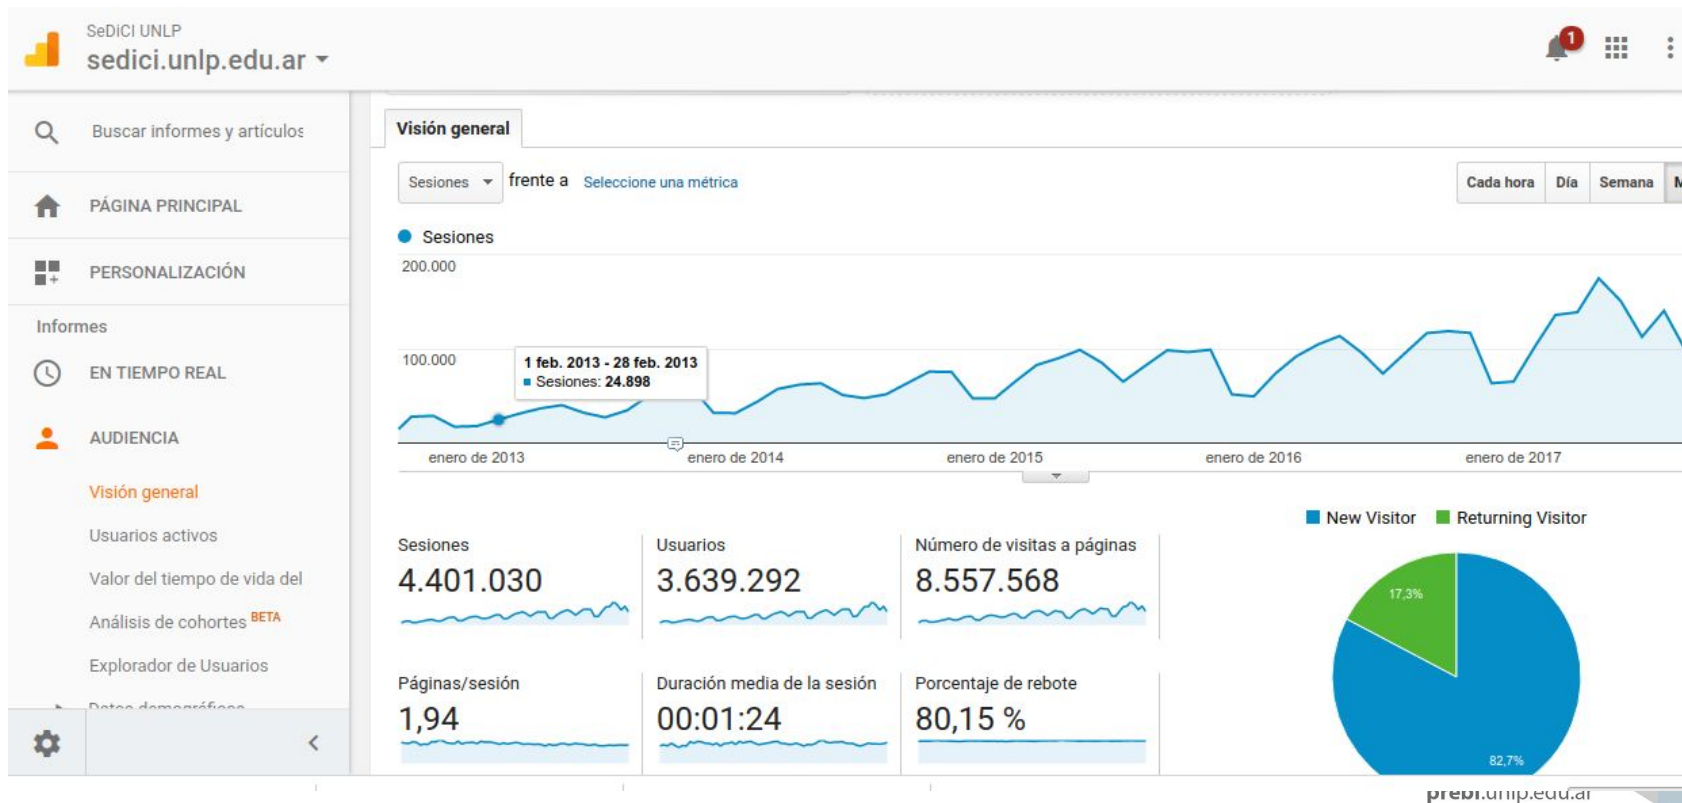 SeDiCI UNLP
sedici.unlp.edu.ar
1
Buscar informes y artículos
PÁGINA PRINCIPAL
PERSONALIZACIÓN
Informes
EN TIEMPO REAL
AUDIENCIA
Visión general
Usuarios activos
Valor del tiempo de vida del
Análisis de cohortes BETA
Explorador de Usuarios
Datos demográficos
Visión general
Sesiones frente a Seleccione una métrica
Cada hora Día Semana M
Sesiones
200.000
100.000
1 feb. 2013 - 28 feb. 2013
Sesiones: 24.898
enero de 2013 enero de 2014 enero de 2015 enero de 2016 enero de 2017
New Visitor Returning Visitor
Sesiones
4.401.030
Usuarios
3.639.292
Número de visitas a páginas
8.557.568
Páginas/sesión
1,94
Duración media de la sesión
00:01:24
Porcentaje de rebote
80,15 %
17,3%
82,7%
prebi.unlp.edu.ar